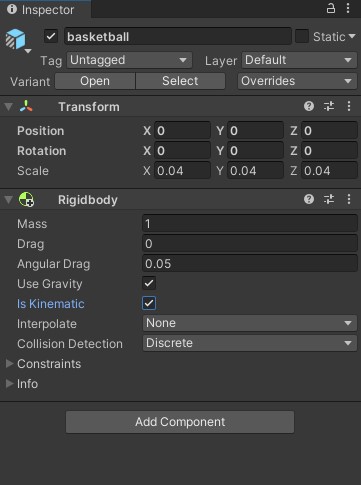 Inspector
basketball Static
Tag Untagged Layer Default
Variant Open Select Overrides
Transform
Position X 0 Y 0 Z 0
Rotation X 0 Y 0 Z 0
Scale X 0.04 Y 0.04 Z 0.04
Rigidbody
Mass 1
Drag 0
Angular Drag 0.05
Use Gravity
Is Kinematic
Interpolate None
Collision Detection Discrete
Constraints
Info
Add Component